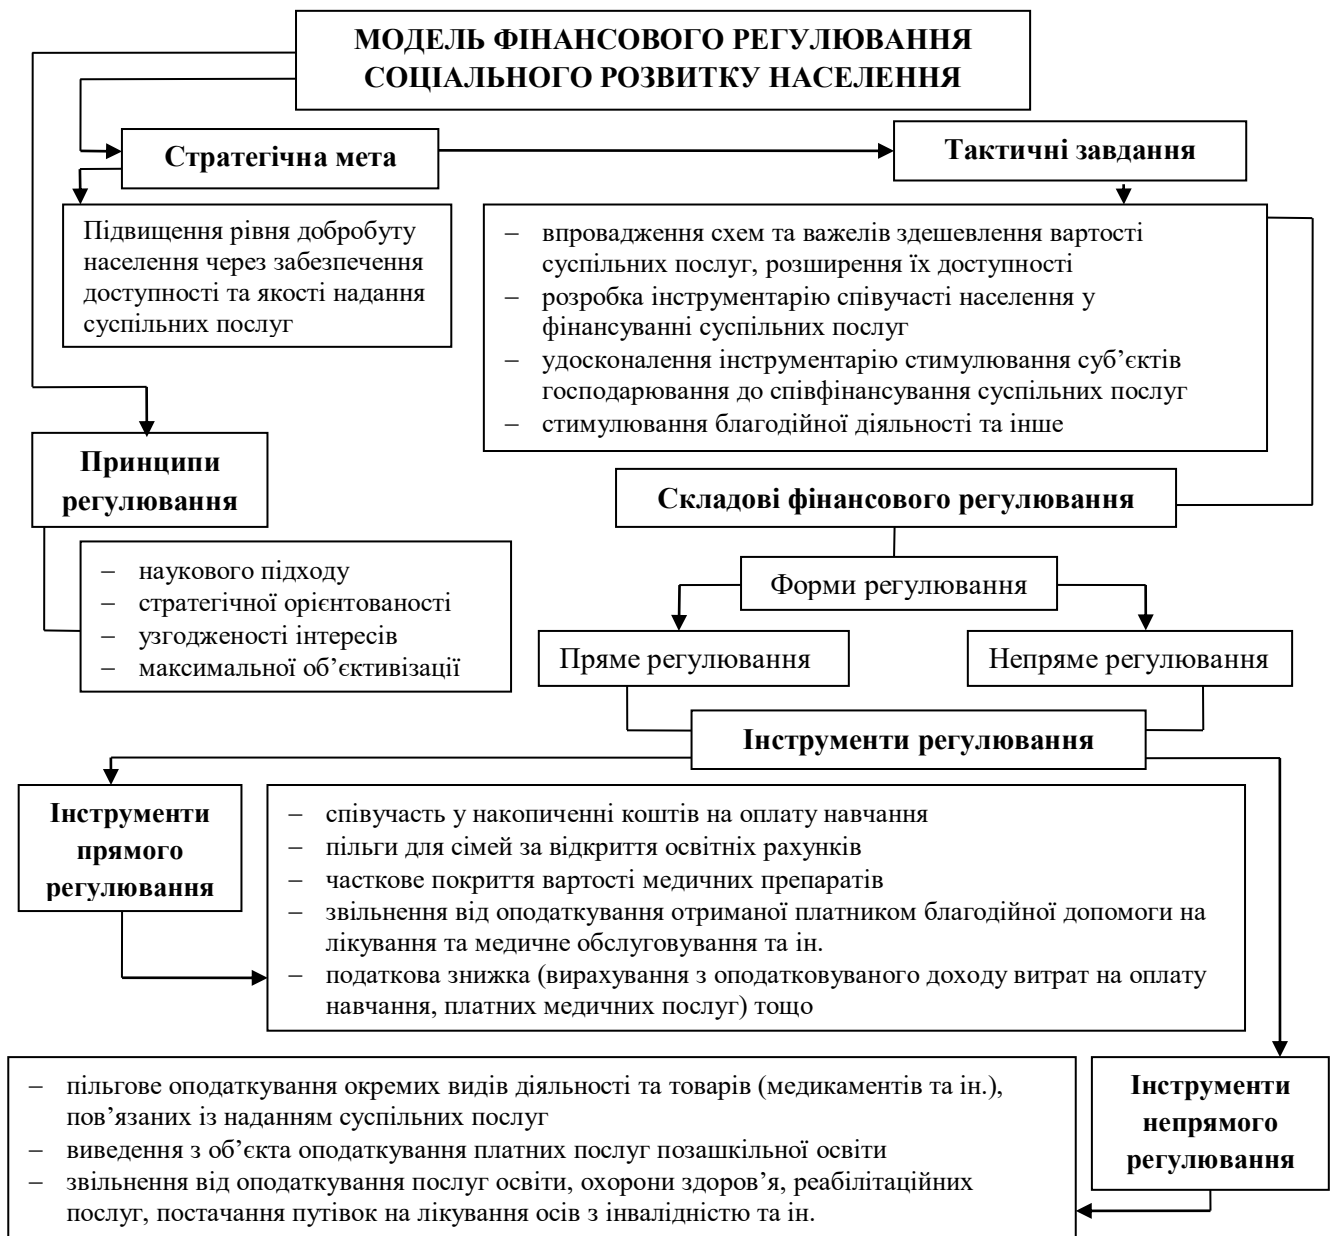 МОДЕЛЬ ФІНАНСОВОГО РЕГУЛЮВАННЯ
СОЦІАЛЬНОГО РОЗВИТКУ НАСЕЛЕННЯ
Стратегічна мета
Тактичні завдання
Підвищення рівня добробуту
населення через забезпечення
доступності та якості надання
суспільних послуг
– впровадження схем та важелів здешевлення вартості
суспільних послуг, розширення їх доступності
– розробка інструментарію співучасті населення у
фінансуванні суспільних послуг
– удосконалення інструментарію стимулювання суб’єктів
господарювання до співфінансування суспільних послуг
– стимулювання благодійної діяльності та інше
Принципи
регулювання
– наукового підходу
– стратегічної орієнтованості
– узгодженості інтересів
– максимальної об’єктивізації
Складові фінансового регулювання
Форми регулювання
Пряме регулювання
Непряме регулювання
Інструменти регулювання
Інструменти
прямого
регулювання
– співучасть у накопиченні коштів на оплату навчання
– пільги для сімей за відкриття освітніх рахунків
– часткове покриття вартості медичних препаратів
– звільнення від оподаткування отриманої платником благодійної допомоги на
лікування та медичне обслуговування та ін.
– податкова знижка (вирахування з оподатковуваного доходу витрат на оплату
навчання, платних медичних послуг) тощо
– пільгове оподаткування окремих видів діяльності та товарів (медикаментів та ін.),
пов’язаних із наданням суспільних послуг
– виведення з об’єкта оподаткування платних послуг позашкільної освіти
– звільнення від оподаткування послуг освіти, охорони здоров’я, реабілітаційних
послуг, постачання путівок на лікування осіб з інвалідністю та ін.
Інструменти
непрямого
регулювання